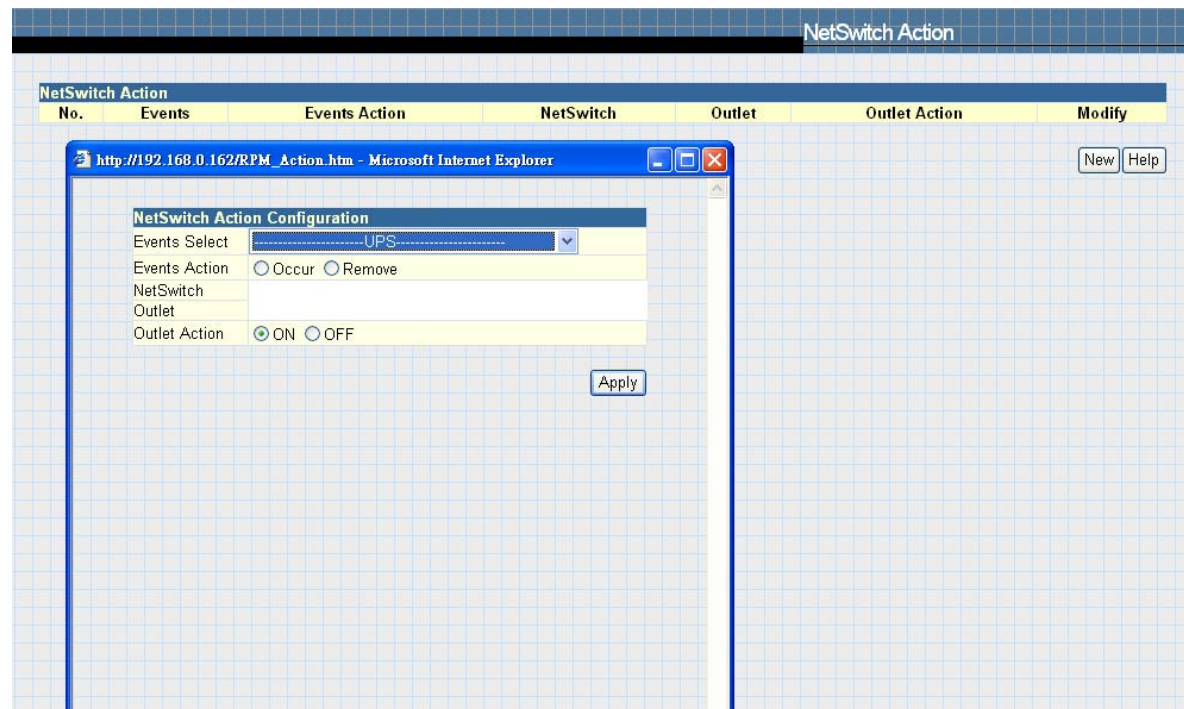 NetSwitch Action
NetSwitch Action
No. Events Events Action NetSwitch Outlet Outlet Action Modify
New Help
http://192.168.0.162/RPM_Action.htm - Microsoft Internet Explorer
NetSwitch Action Configuration
Events Select -----------------------UPS-----------------------
Events Action Occur Remove
NetSwitch
Outlet
Outlet Action ON OFF
Apply